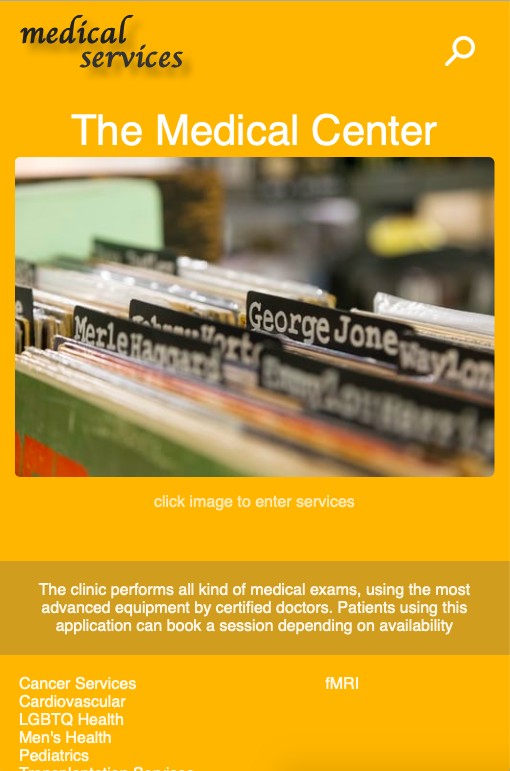 medical
services
The Medical Center
George Jone
Merle Haggard
Waylon
click image to enter services
The clinic performs all kind of medical exams, using the most
advanced equipment by certified doctors. Patients using this
application can book a session depending on availability
Cancer Services
fMRI
Cardiovascular
LGBTQ Health
Men's Health
Pediatrics
Transplantation Services